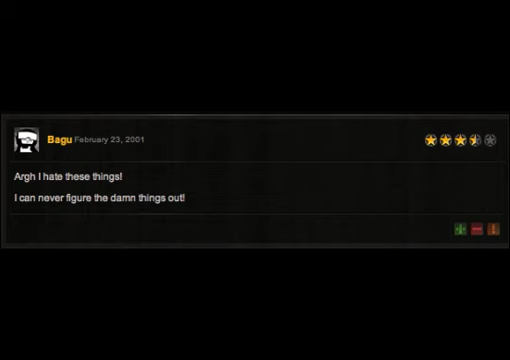 Bagu February 23, 2001
Argh I hate these things!
I can never figure the damn things out!